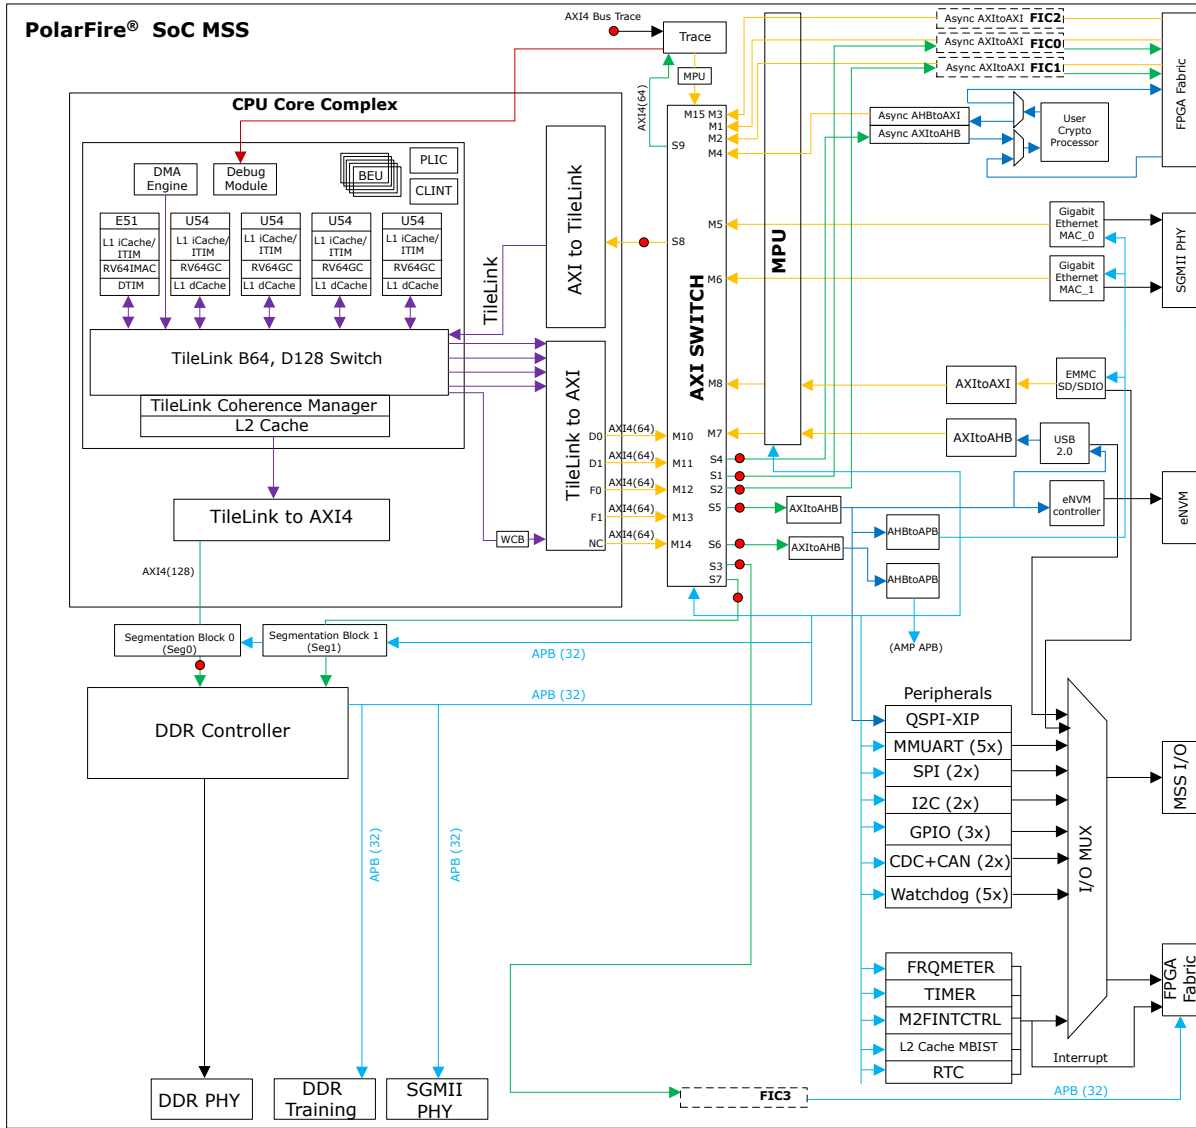 PolarFire® SoC MSS
AXI4 Bus Trace
Trace
MPU
AXI4(64)
Async AXItoAXI FIC2
Async AXItoAXI FIC0
Async AXItoAXI FIC1
FPGA Fabric
Async AHBtoAXI
Async AXItoAHB
User
Crypto
Processor
CPU Core Complex
PLIC
CLINT
BEU
DMA
Engine
Debug
Module
E51
L1 iCache/
ITIM
RV64IMAC
DTIM
U54
L1 iCache/
ITIM
RV64GC
L1 dCache
U54
L1 iCache/
ITIM
RV64GC
L1 dCache
U54
L1 iCache/
ITIM
RV64GC
L1 dCache
U54
L1 iCache/
ITIM
RV64GC
L1 dCache
TileLink
AXI to TileLink
TileLink B64, D128 Switch
TileLink Coherence Manager
L2 Cache
TileLink to AXI4
AXI4(128)
WCB
TileLink to AXI
D0
D1
F0
F1
NC
AXI4(64)
AXI4(64)
AXI4(64)
AXI4(64)
AXI4(64)
AXI SWITCH
M15
M3
M1
M2
M4
S9
S8
M5
M6
M8
M7
M10
M11
M12
M13
M14
S4
S1
S2
S5
S6
S3
S7
MPU
Gigabit
Ethernet
MAC_0
Gigabit
Ethernet
MAC_1
SGMII PHY
AXItoAXI
EMMC
SD/SDIO
AXItoAHB
USB
2.0
AXItoAHB
AXItoAHB
AHBtoAPB
AHBtoAPB
(AMP APB)
eNVM
controller
eNVM
Segmentation Block 0
(Seg0)
Segmentation Block 1
(Seg1)
APB (32)
APB (32)
DDR Controller
APB (32)
APB (32)
DDR PHY
DDR
Training
SGMII
PHY
Peripherals
QSPI-XIP
MMUART (5x)
SPI (2x)
I2C (2x)
GPIO (3x)
CDC+CAN (2x)
Watchdog (5x)
FRQMETER
TIMER
M2FINTCTRL
L2 Cache MBIST
RTC
I/O MUX
MSS I/O
FPGA
Fabric
Interrupt
FIC3
APB (32)